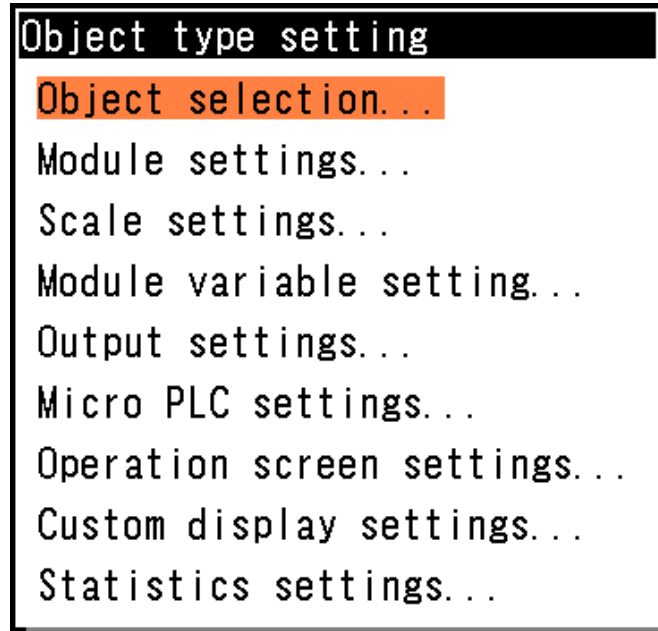 Object type setting
Object selection...
Module settings...
Scale settings...
Module variable setting...
Output settings...
Micro PLC settings...
Operation screen settings...
Custom display settings...
Statistics settings...